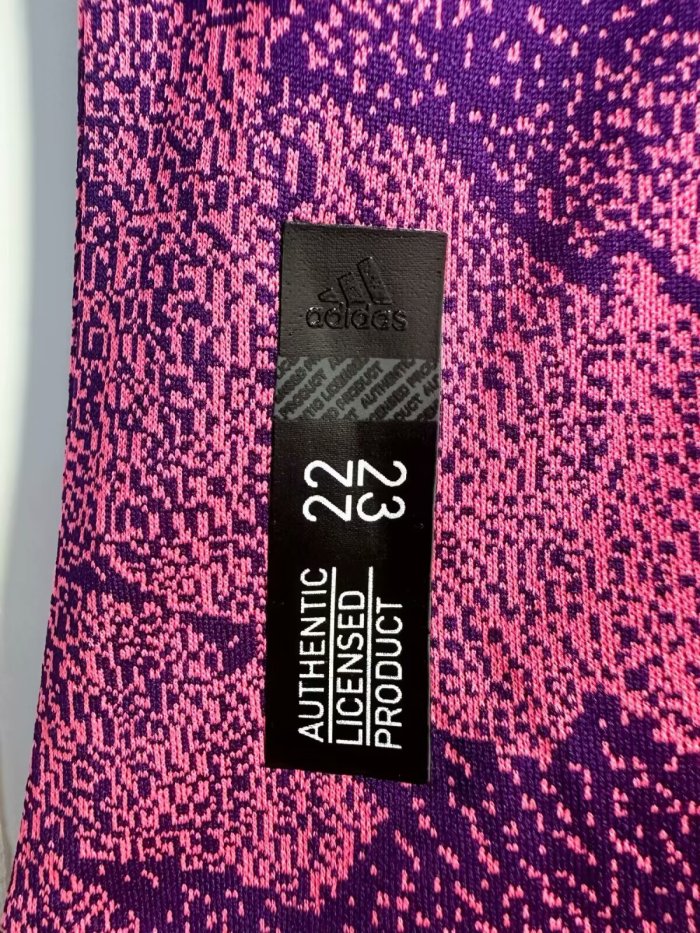 adidas
AUTHENTIC
LICENSED
PRODUCT
22
23